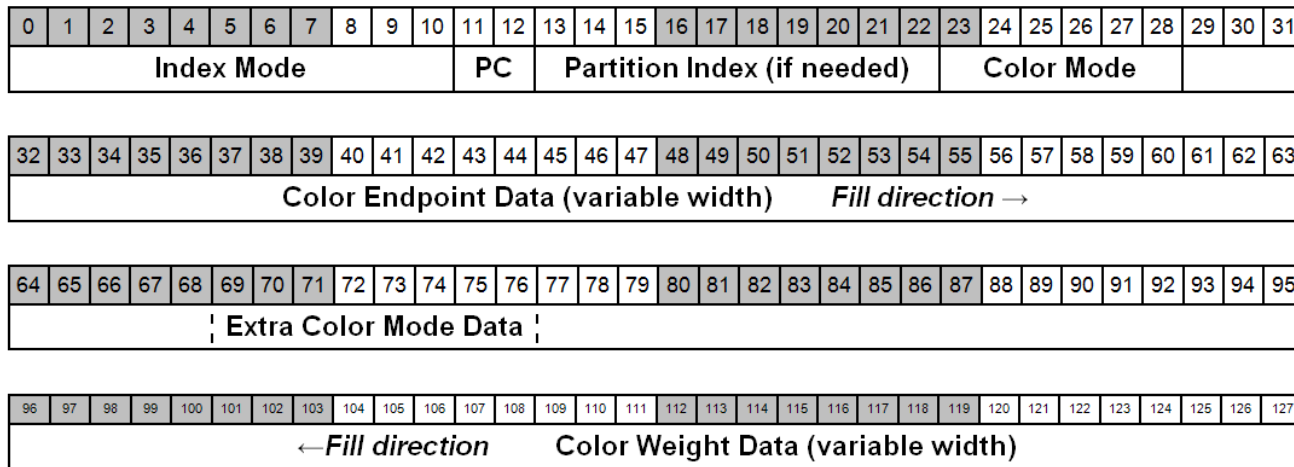 0 1 2 3 4 5 6 7 8 9 10 11 12 13 14 15 16 17 18 19 20 21 22 23 24 25 26 27 28 29 30 31
Index Mode PC Partition Index (if needed) Color Mode
32 33 34 35 36 37 38 39 40 41 42 43 44 45 46 47 48 49 50 51 52 53 54 55 56 57 58 59 60 61 62 63
Color Endpoint Data (variable width) Fill direction →
64 65 66 67 68 69 70 71 72 73 74 75 76 77 78 79 80 81 82 83 84 85 86 87 88 89 90 91 92 93 94 95
Extra Color Mode Data
96 97 98 99 100 101 102 103 104 105 106 107 108 109 110 111 112 113 114 115 116 117 118 119 120 121 122 123 124 125 126 127
←Fill direction Color Weight Data (variable width)